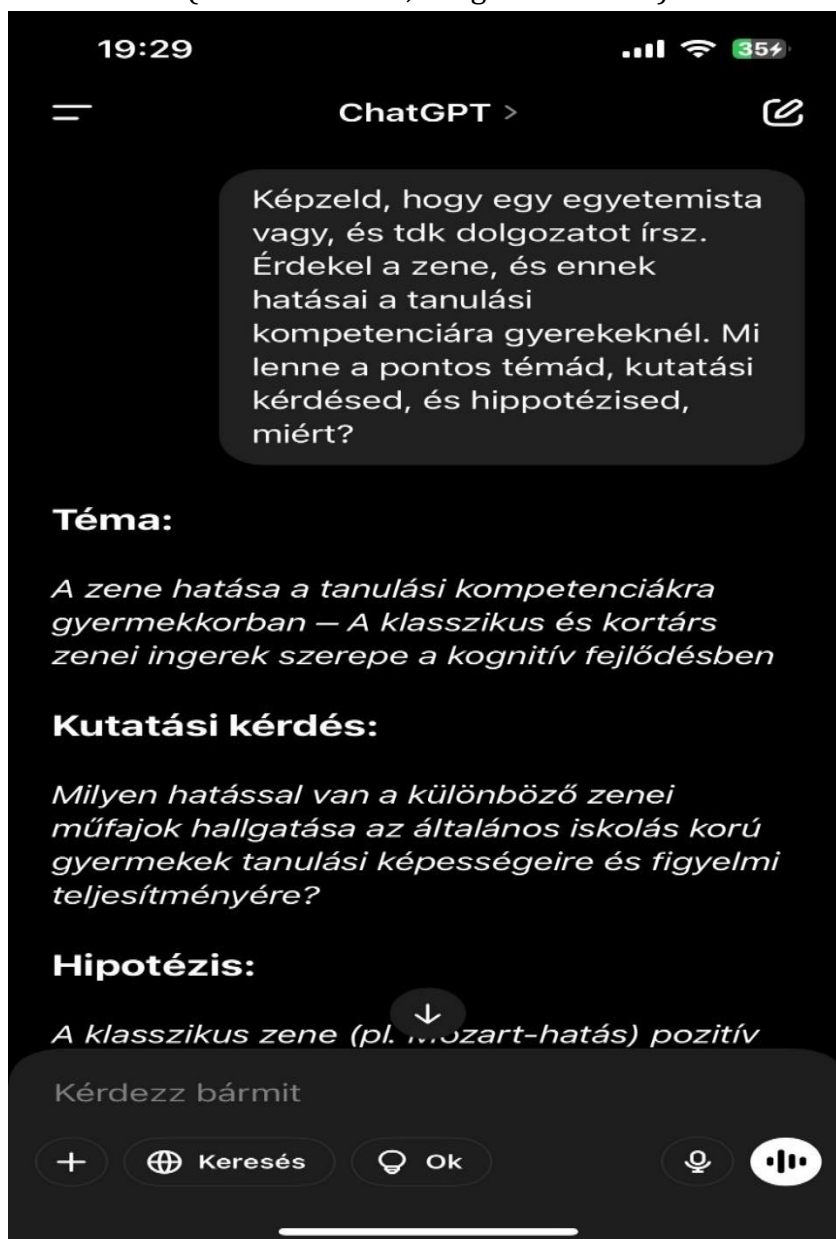 19:29
35
ChatGPT >
Képzeld, hogy egy egyetemista
vagy, és tdk dolgozatot írsz.
Érdekel a zene, és ennek
hatásai a tanulási
kompetenciára gyerekeknél. Mi
lenne a pontos témád, kutatási
kérdésed, és hippotézised,
miért?
Téma:
A zene hatása a tanulási kompetenciákra
gyermekkorban – A klasszikus és kortárs
zenei ingerek szerepe a kognitív fejlődésben
Kutatási kérdés:
Milyen hatással van a különböző zenei
műfajok hallgatása az általános iskolás korú
gyermekek tanulási képességeire és figyelmi
teljesítményére?
Hipotézis:
A klasszikus zene (pl. Mozart-hatás) pozitív
Kérdezz bármit
Keresés
Ok